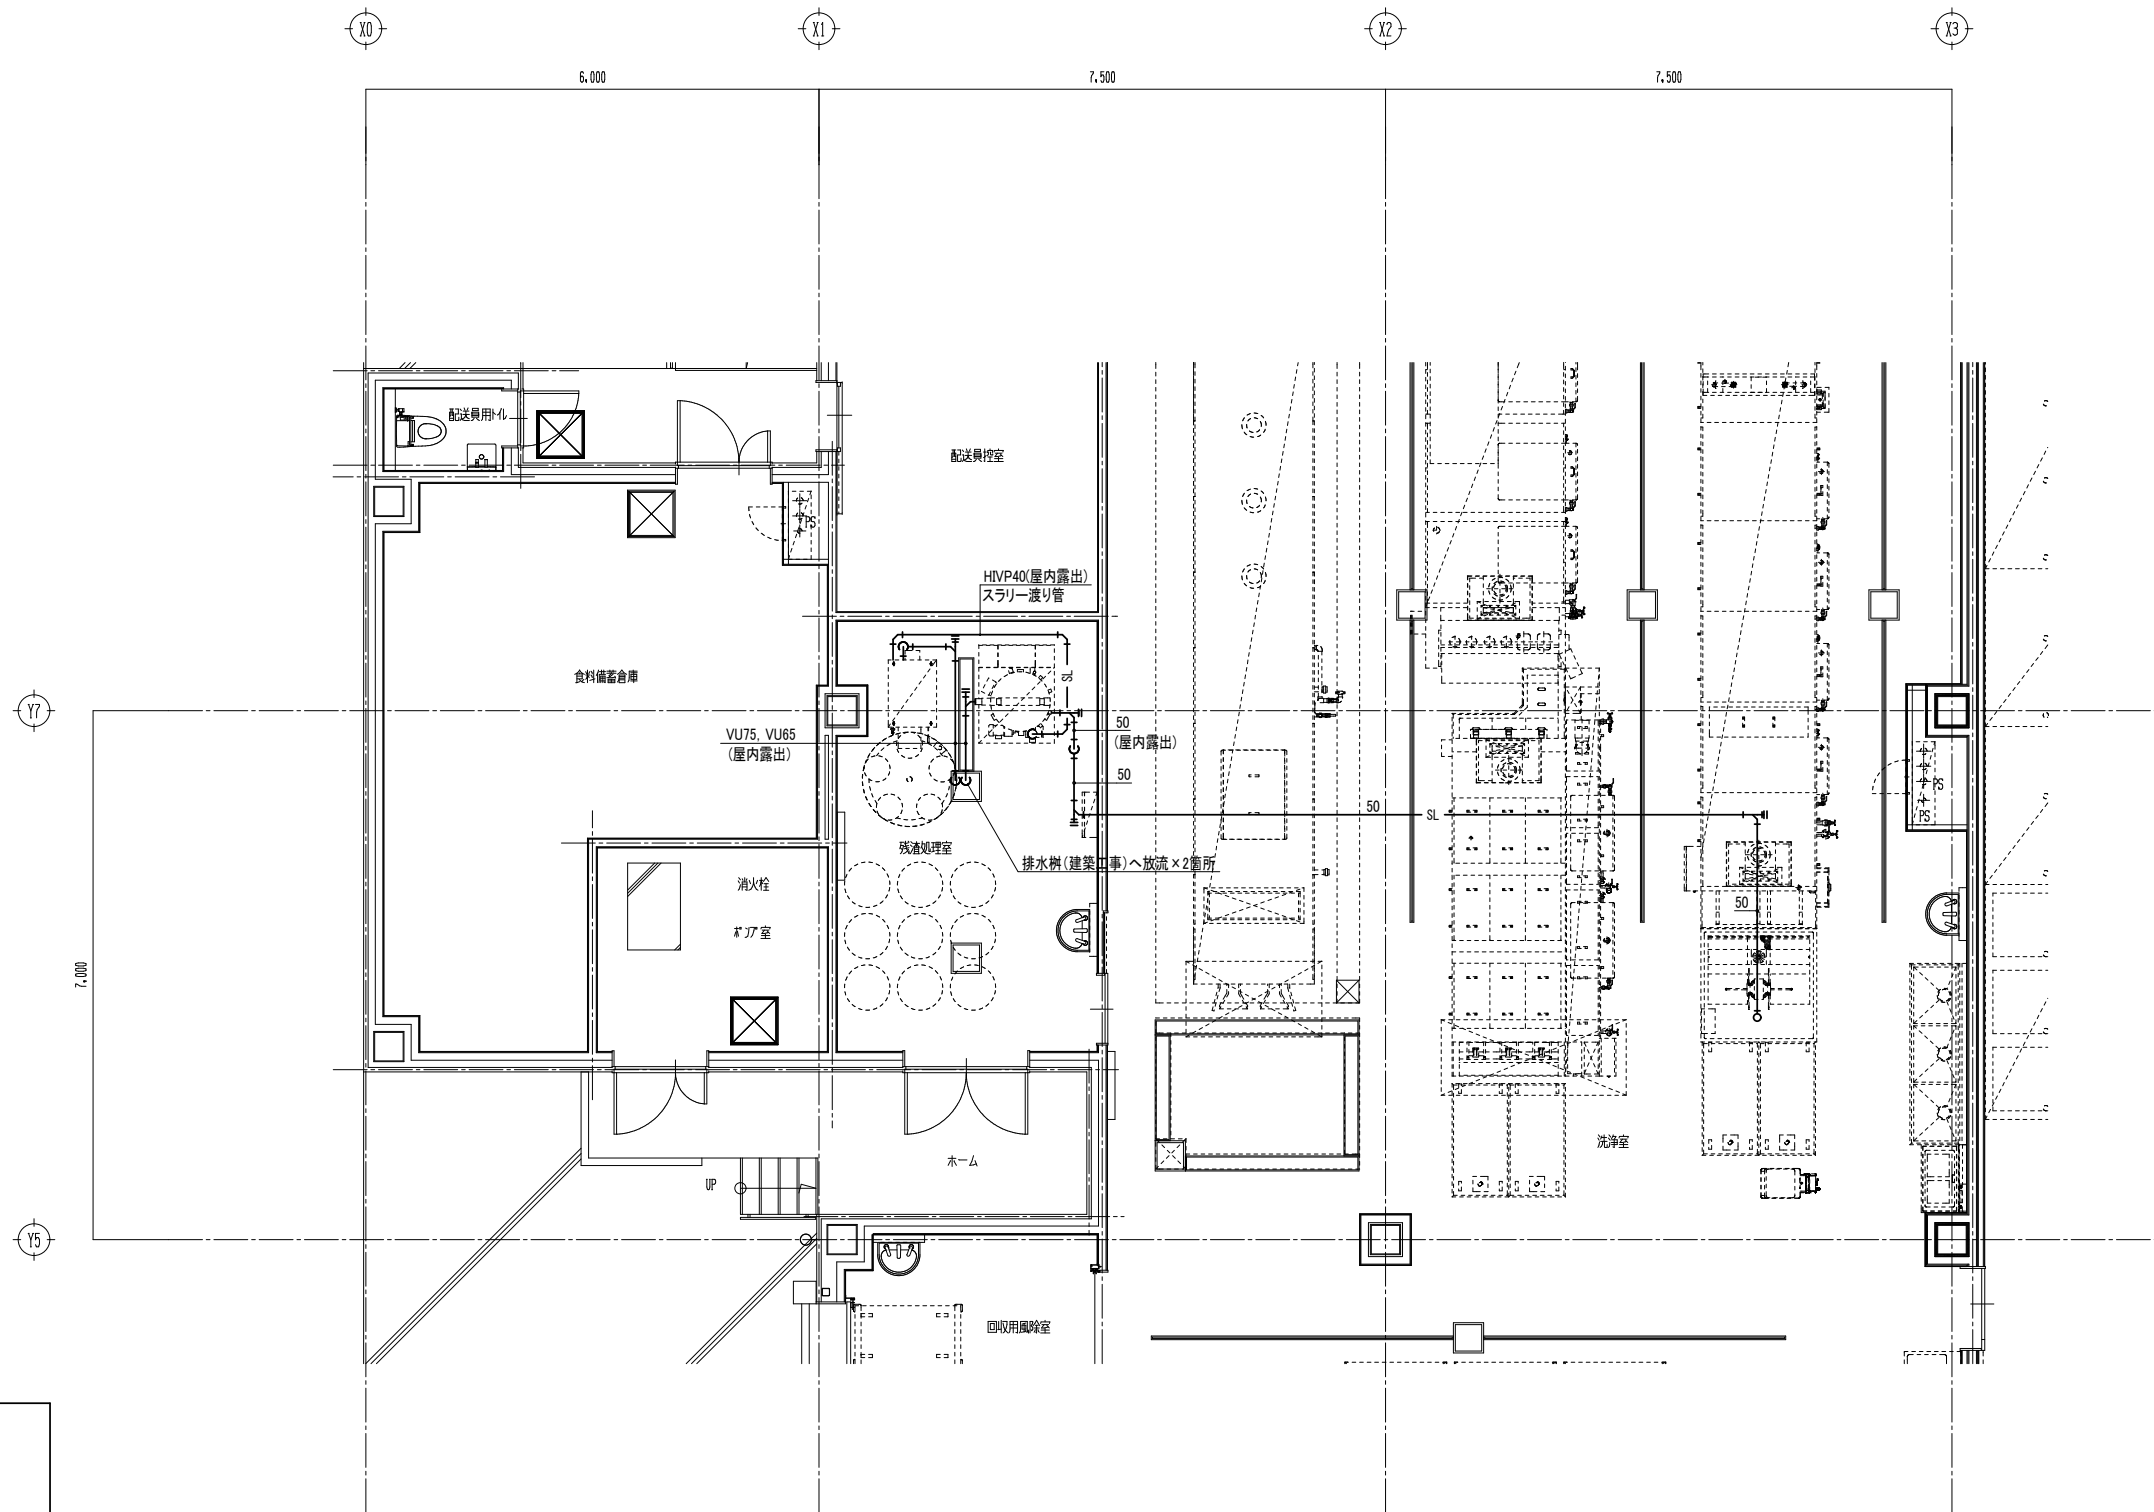 X0
X1
X2
X3
6,000
7,500
7,500
配送員用トイレ
配送員控室
PS
HIVP40(屋内露出)
スラリー渡り管
食料備蓄倉庫
SL
Y7
VU75, VU65
(屋内露出)
50
(屋内露出)
50
50
SL
PS
PS
残渣処理室
排水桝(建築工事)へ放流×2箇所
消火栓
ポンプ室
50
7,000
洗浄室
ホーム
UP
Y5
回収用風除室